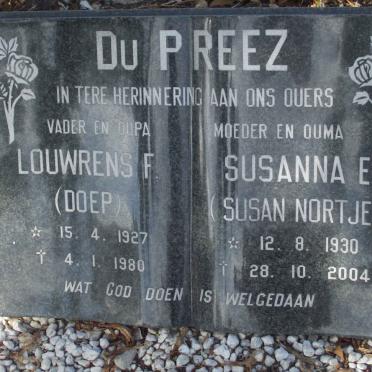 DU PREEZ
IN TERE HERINNERING AAN ONS OUERS
VADER EN OUPA
LOUWRENS F
(DOEP)
☆ 15. 4. 1927
† 4. 1. 1980
MOEDER EN OUMA
SUSANNA E
(SUSAN NORTJE
☆ 12. 8. 1930
† 28. 10. 2004
WAT GOD DOEN IS WELGEDAAN